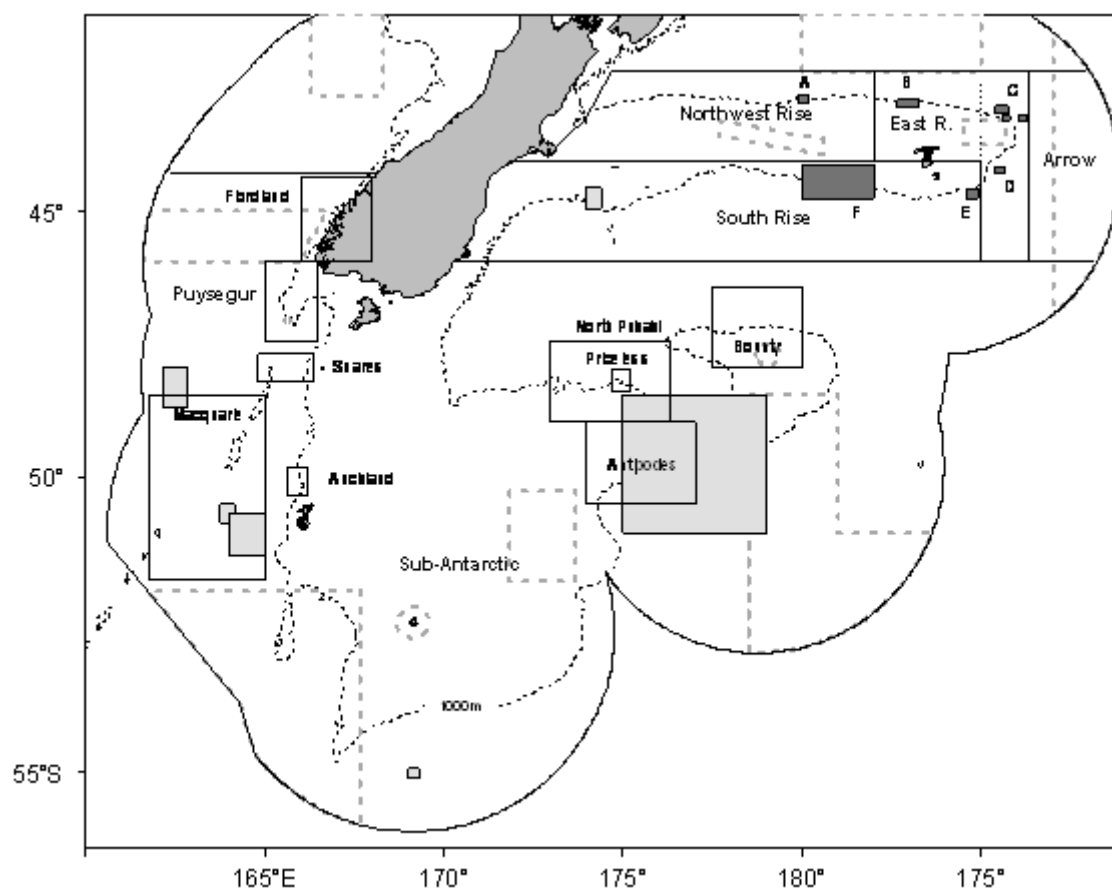 A
B
C
Northwest Rise
East R.
Arrow
Fiordland
D
45°
South Rise
F
E
Puysegur
North Pukaki
Bounty
Priceless
Snares
Macquarie
Antipodes
50°
Auckland
Sub-Antarctic
1000m
55°S
165°E
170°
175°
180°
175°